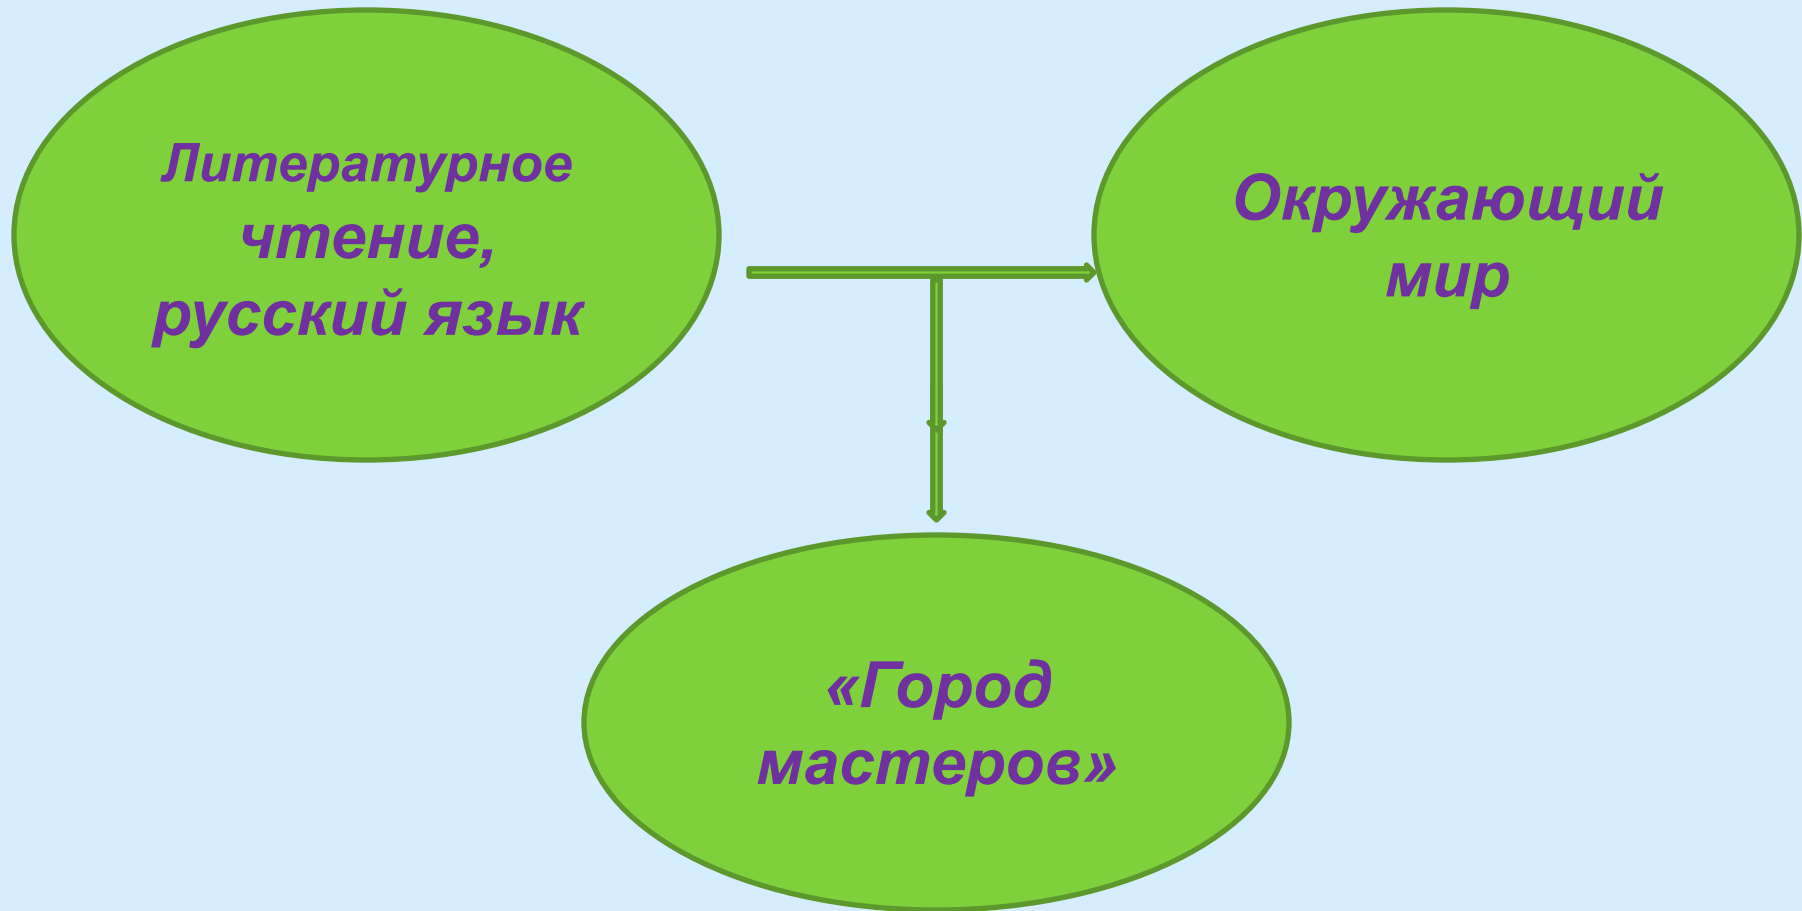 Литературное
чтение,
русский язык
Окружающий
мир
«Город
мастеров»